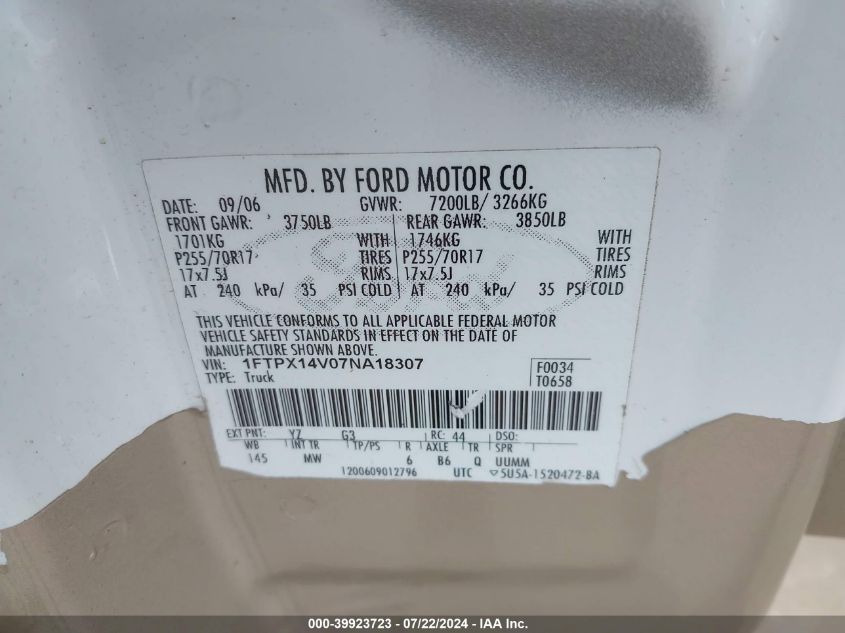 MFD. BY FORD MOTOR CO.
DATE: 09/06 GVWR: 7200LB/ 3266KG
FRONT GAWR: 3750LB REAR GAWR: 3850LB
1701KG WITH 1746KG WITH
P255/70R17 TIRES P255/70R17 TIRES
17x7.5J RIMS 17x7.5J RIMS
AT 240 kPa/ 35 PSI COLD AT 240 kPa/ 35 PSI COLD
THIS VEHICLE CONFORMS TO ALL APPLICABLE FEDERAL MOTOR
VEHICLE SAFETY STANDARDS IN EFFECT ON THE DATE OF
MANUFACTURE SHOWN ABOVE.
VIN: 1FTPX14V07NA18307 F0034
TYPE: Truck T0658
EXT PNT: YZ G3 RC: 44 DSO:
WB INT TR TP/PS R AXLE TR SPR
145 MW 6 B6 Q UUMM
1200609012796 UTC ▽5U5A-1520472-BA
000-39923723 - 07/22/2024 - IAA Inc.